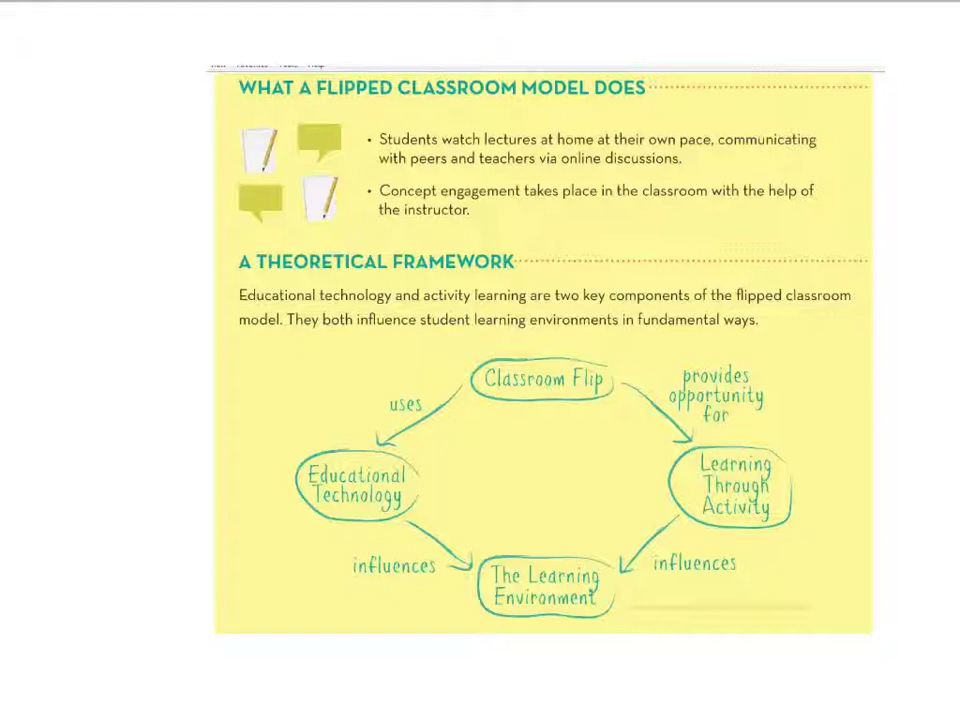 WHAT A FLIPPED CLASSROOM MODEL DOES
• Students watch lectures at home at their own pace, communicating
with peers and teachers via online discussions.
• Concept engagement takes place in the classroom with the help of
the instructor.
A THEORETICAL FRAMEWORK
Educational technology and activity learning are two key components of the flipped classroom
model. They both influence student learning environments in fundamental ways.
Classroom Flip
uses
provides
opportunity
for
Educational
Technology
Learning
Through
Activity
influences
influences
The Learning
Environment